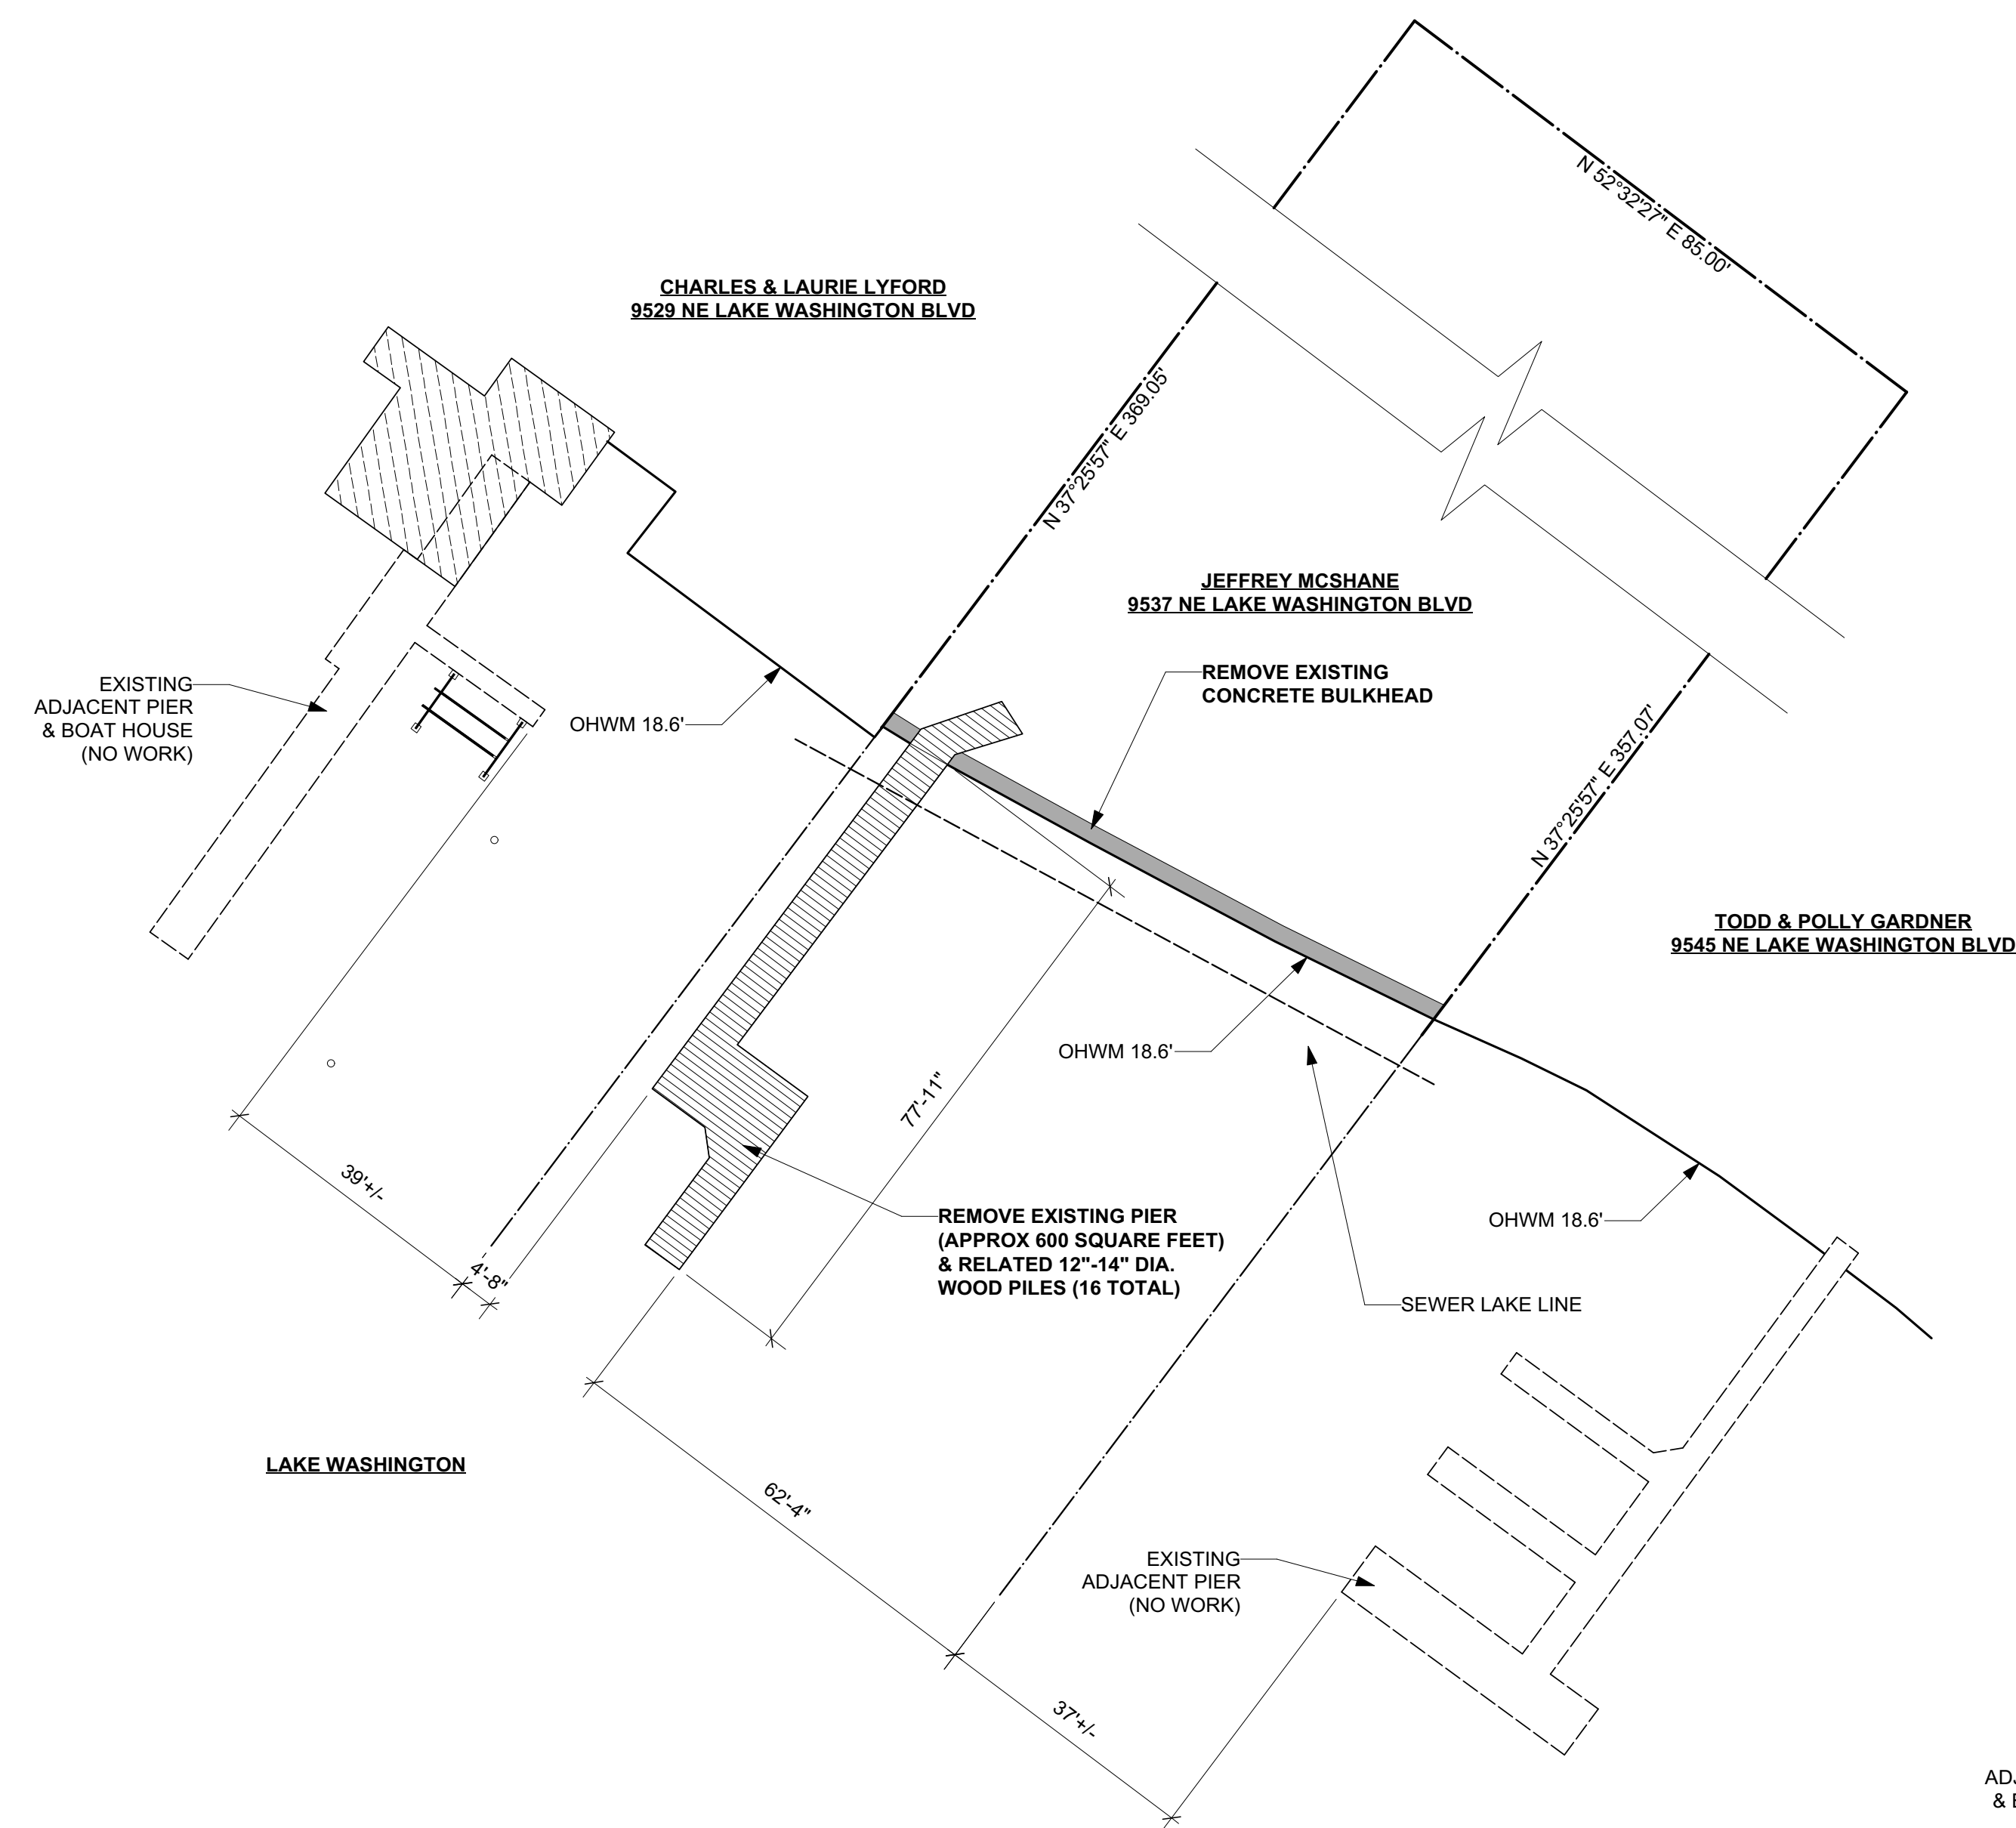 N 52°32'27" E 85.00'
CHARLES & LAURIE LYFORD
9529 NE LAKE WASHINGTON BLVD
N 37°25'57" E 369.05'
JEFFREY MCSHANE
9537 NE LAKE WASHINGTON BLVD
REMOVE EXISTING
CONCRETE BULKHEAD
EXISTING
ADJACENT PIER
& BOAT HOUSE
(NO WORK)
OHWM 18.6'
N 37°25'57" E 357.07'
TODD & POLLY GARDNER
9545 NE LAKE WASHINGTON BLVD
OHWM 18.6'
77'-11"
39'+/-
4'-8"
REMOVE EXISTING PIER
(APPROX 600 SQUARE FEET)
& RELATED 12"-14" DIA.
WOOD PILES (16 TOTAL)
OHWM 18.6'
SEWER LAKE LINE
LAKE WASHINGTON
62'-4"
EXISTING
ADJACENT PIER
(NO WORK)
37'+/-